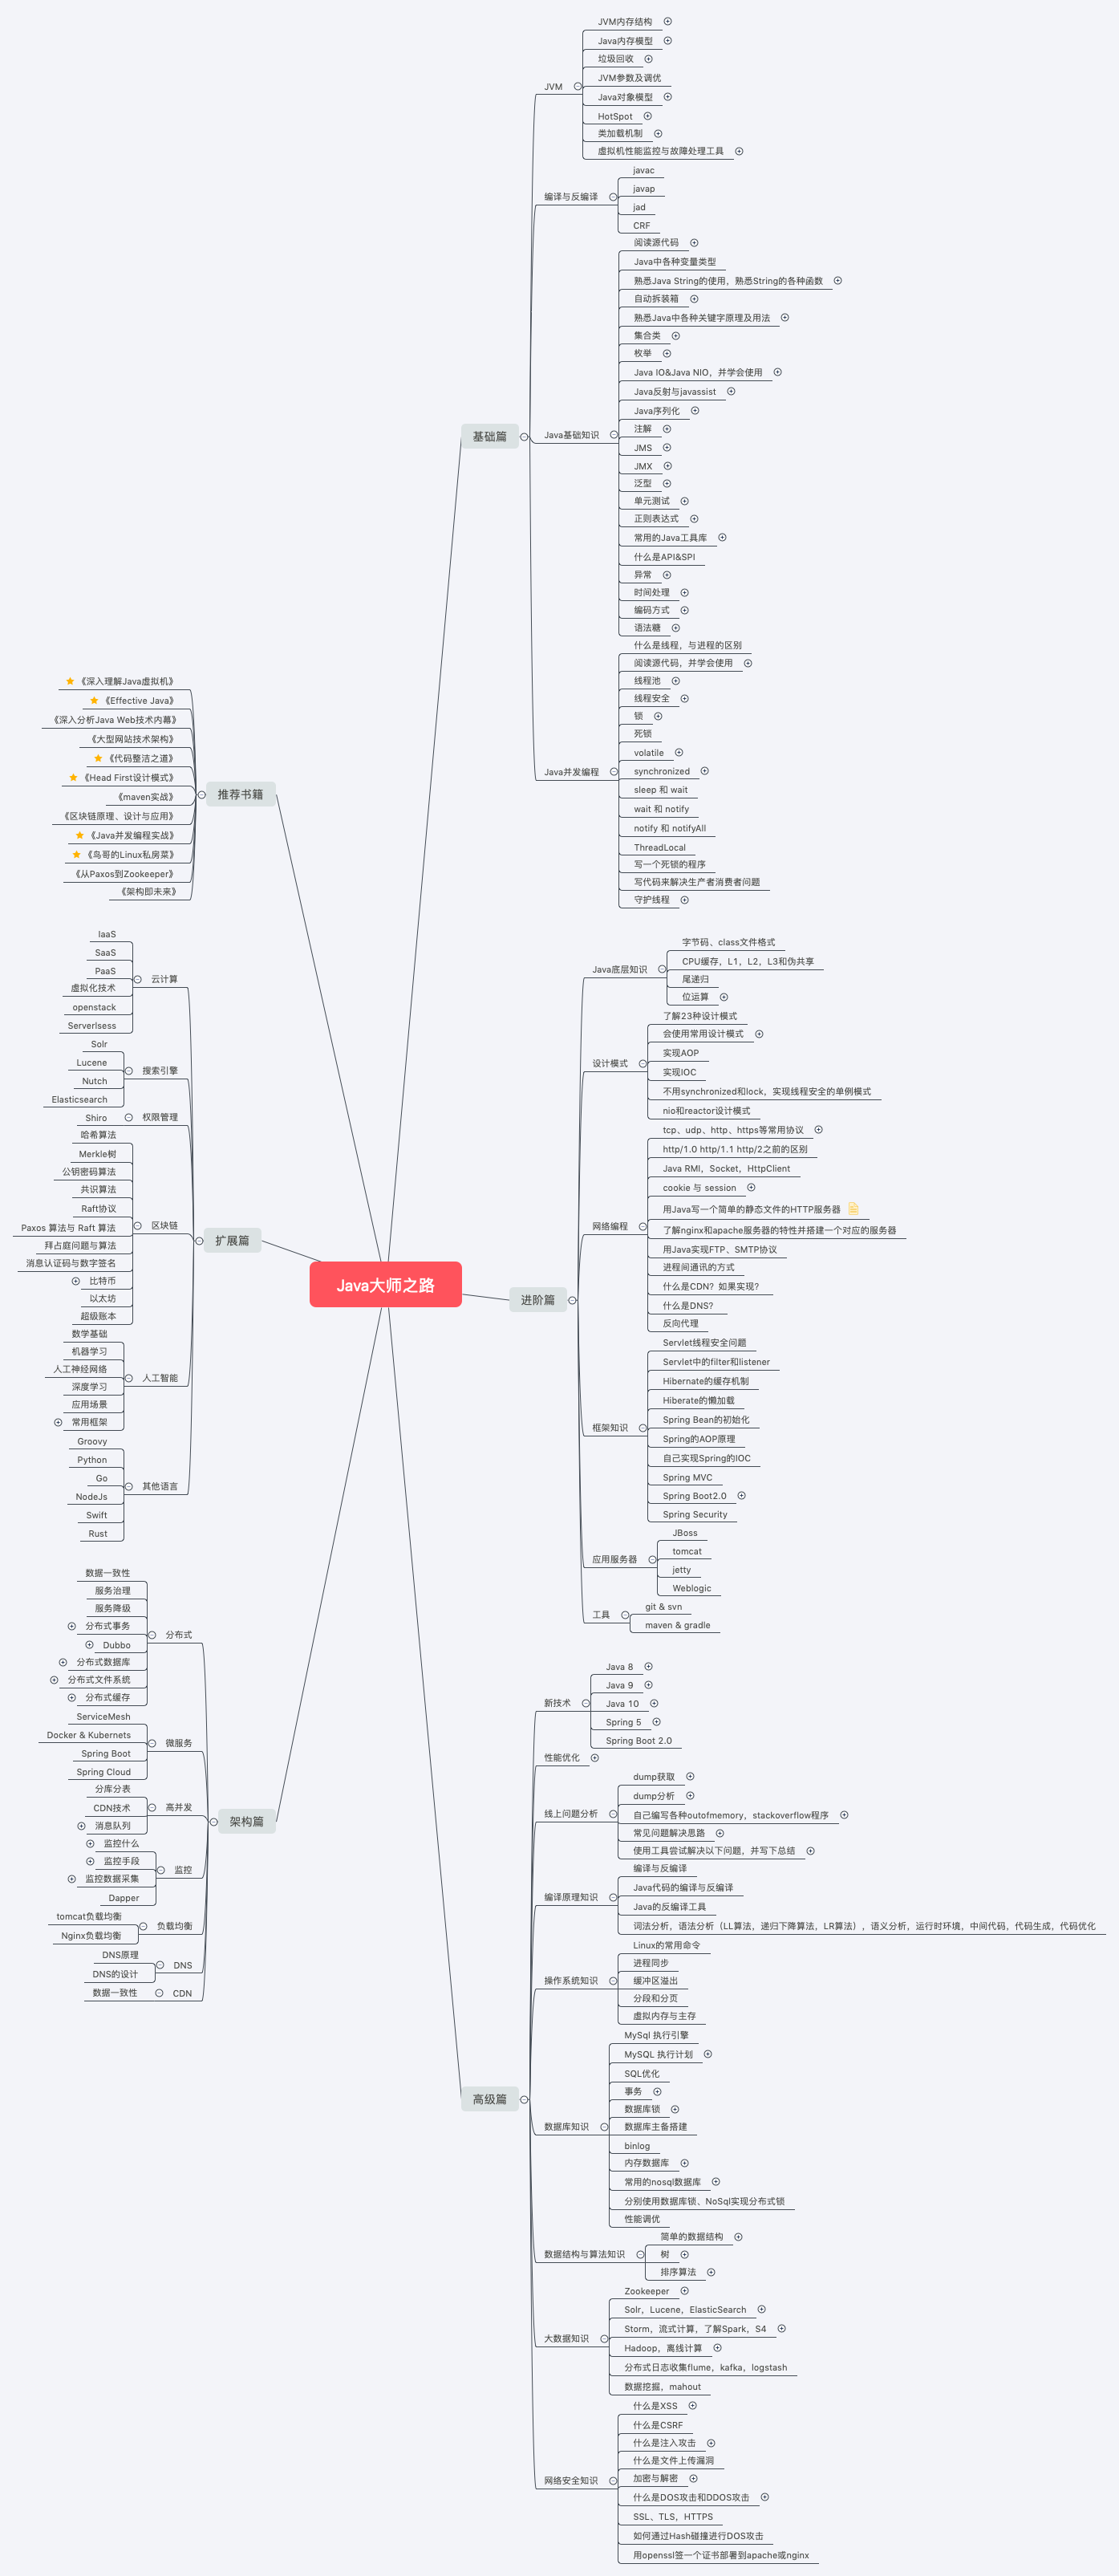 Java大师之路
基础篇
JVM
JVM内存结构
Java内存模型
垃圾回收
JVM参数及调优
Java对象模型
HotSpot
类加载机制
虚拟机性能监控与故障处理工具
编译与反编译
javac
javap
jad
CRF
Java基础知识
阅读源代码
Java中各种变量类型
熟悉Java String的使用，熟悉String的各种函数
自动拆装箱
熟悉Java中各种关键字原理及用法
集合类
枚举
Java IO&Java NIO，并学会使用
Java反射与javassist
Java序列化
注解
JMS
JMX
泛型
单元测试
正则表达式
常用的Java工具库
什么是API&SPI
异常
时间处理
编码方式
语法糖
Java并发编程
什么是线程，与进程的区别
阅读源代码，并学会使用
线程池
线程安全
锁
死锁
volatile
synchronized
sleep 和 wait
wait 和 notify
notify 和 notifyAll
ThreadLocal
写一个死锁的程序
写代码来解决生产者消费者问题
守护线程
进阶篇
Java底层知识
字节码、class文件格式
CPU缓存，L1，L2，L3和伪共享
尾递归
位运算
设计模式
了解23种设计模式
会使用常用设计模式
实现AOP
实现IOC
不用synchronized和lock，实现线程安全的单例模式
nio和reactor设计模式
网络编程
tcp、udp、http、https等常用协议
http/1.0 http/1.1 http/2之前的区别
Java RMI，Socket，HttpClient
cookie 与 session
用Java写一个简单的静态文件的HTTP服务器
了解nginx和apache服务器的特性并搭建一个对应的服务器
用Java实现FTP、SMTP协议
进程间通讯的方式
什么是CDN？如果实现？
什么是DNS？
反向代理
框架知识
Servlet线程安全问题
Servlet中的filter和listener
Hibernate的缓存机制
Hiberate的懒加载
Spring Bean的初始化
Spring的AOP原理
自己实现Spring的IOC
Spring MVC
Spring Boot2.0
Spring Security
应用服务器
JBoss
tomcat
jetty
Weblogic
工具
git & svn
maven & gradle
高级篇
新技术
Java 8
Java 9
Java 10
Spring 5
Spring Boot 2.0
性能优化
线上问题分析
dump获取
dump分析
自己编写各种outofmemory，stackoverflow程序
常见问题解决思路
使用工具尝试解决以下问题，并写下总结
编译原理知识
编译与反编译
Java代码的编译与反编译
Java的反编译工具
词法分析，语法分析（LL算法，递归下降算法，LR算法），语义分析，运行时环境，中间代码，代码生成，代码优化
操作系统知识
Linux的常用命令
进程同步
缓冲区溢出
分段和分页
虚拟内存与主存
数据库知识
MySql 执行引擎
MySQL 执行计划
SQL优化
事务
数据库锁
数据库主备搭建
binlog
内存数据库
常用的nosql数据库
分别使用数据库锁、NoSql实现分布式锁
性能调优
数据结构与算法知识
简单的数据结构
树
排序算法
大数据知识
Zookeeper
Solr，Lucene，ElasticSearch
Storm，流式计算，了解Spark，S4
Hadoop，离线计算
分布式日志收集flume，kafka，logstash
数据挖掘，mahout
网络安全知识
什么是XSS
什么是CSRF
什么是注入攻击
什么是文件上传漏洞
加密与解密
什么是DOS攻击和DDOS攻击
SSL、TLS，HTTPS
如何通过Hash碰撞进行DOS攻击
用openssl签一个证书部署到apache或nginx
推荐书籍
《深入理解Java虚拟机》
《Effective Java》
《深入分析Java Web技术内幕》
《大型网站技术架构》
《代码整洁之道》
《Head First设计模式》
《maven实战》
《区块链原理、设计与应用》
《Java并发编程实战》
《鸟哥的Linux私房菜》
《从Paxos到Zookeeper》
《架构即未来》
扩展篇
云计算
IaaS
SaaS
PaaS
虚拟化技术
openstack
Serverlsess
搜索引擎
Solr
Lucene
Nutch
Elasticsearch
权限管理
Shiro
区块链
哈希算法
Merkle树
公钥密码算法
共识算法
Raft协议
Paxos 算法与 Raft 算法
拜占庭问题与算法
消息认证码与数字签名
比特币
以太坊
超级账本
人工智能
数学基础
机器学习
人工神经网络
深度学习
应用场景
常用框架
其他语言
Groovy
Python
Go
NodeJs
Swift
Rust
架构篇
分布式
数据一致性
服务治理
服务降级
分布式事务
Dubbo
分布式数据库
分布式文件系统
分布式缓存
微服务
ServiceMesh
Docker & Kubernets
Spring Boot
Spring Cloud
高并发
分库分表
CDN技术
消息队列
监控
监控什么
监控手段
监控数据采集
Dapper
负载均衡
tomcat负载均衡
Nginx负载均衡
DNS
DNS原理
DNS的设计
CDN
数据一致性